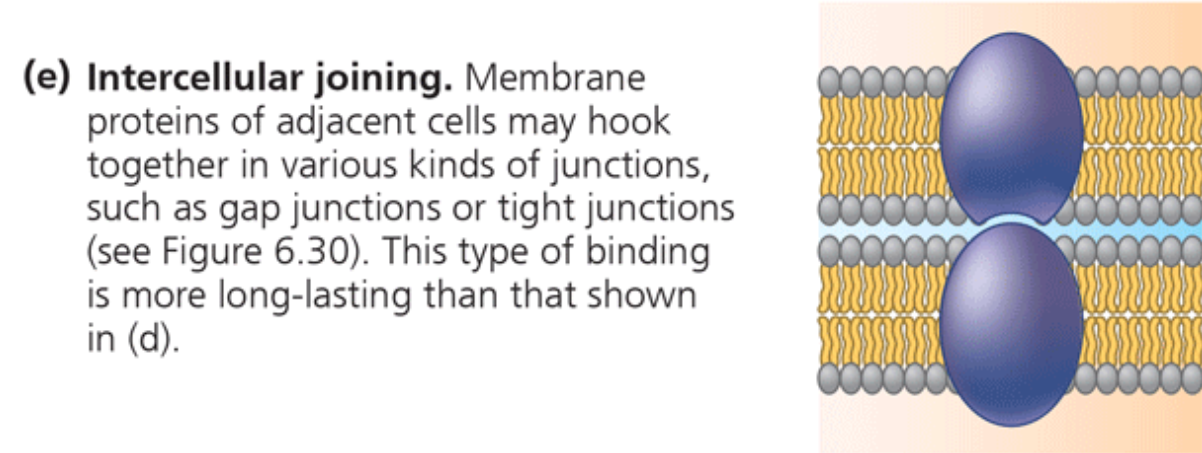 (e) Intercellular joining. Membrane
proteins of adjacent cells may hook
together in various kinds of junctions,
such as gap junctions or tight junctions
(see Figure 6.30). This type of binding
is more long-lasting than that shown
in (d).